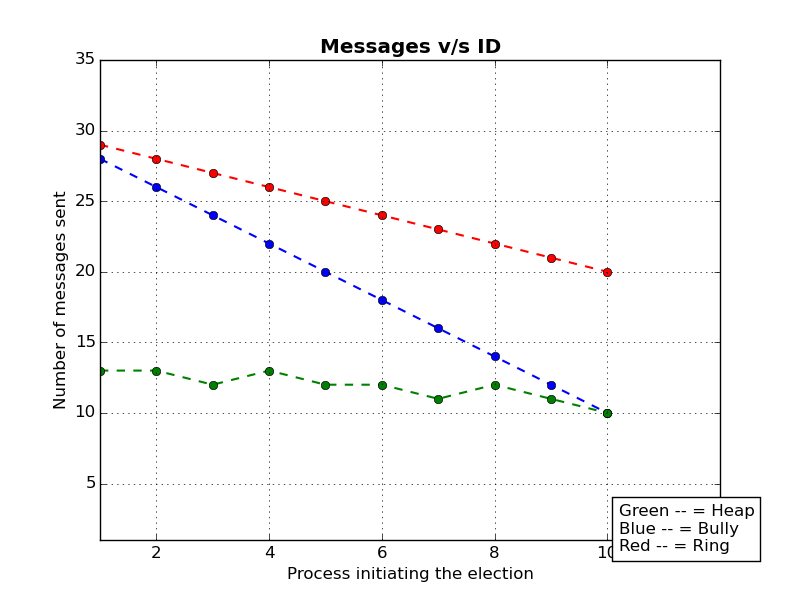 Messages v/s ID
Number of messages sent
35
30
25
20
15
10
5
2
4
6
8
10
Process initiating the election
Green -- = Heap
Blue -- = Bully
Red -- = Ring